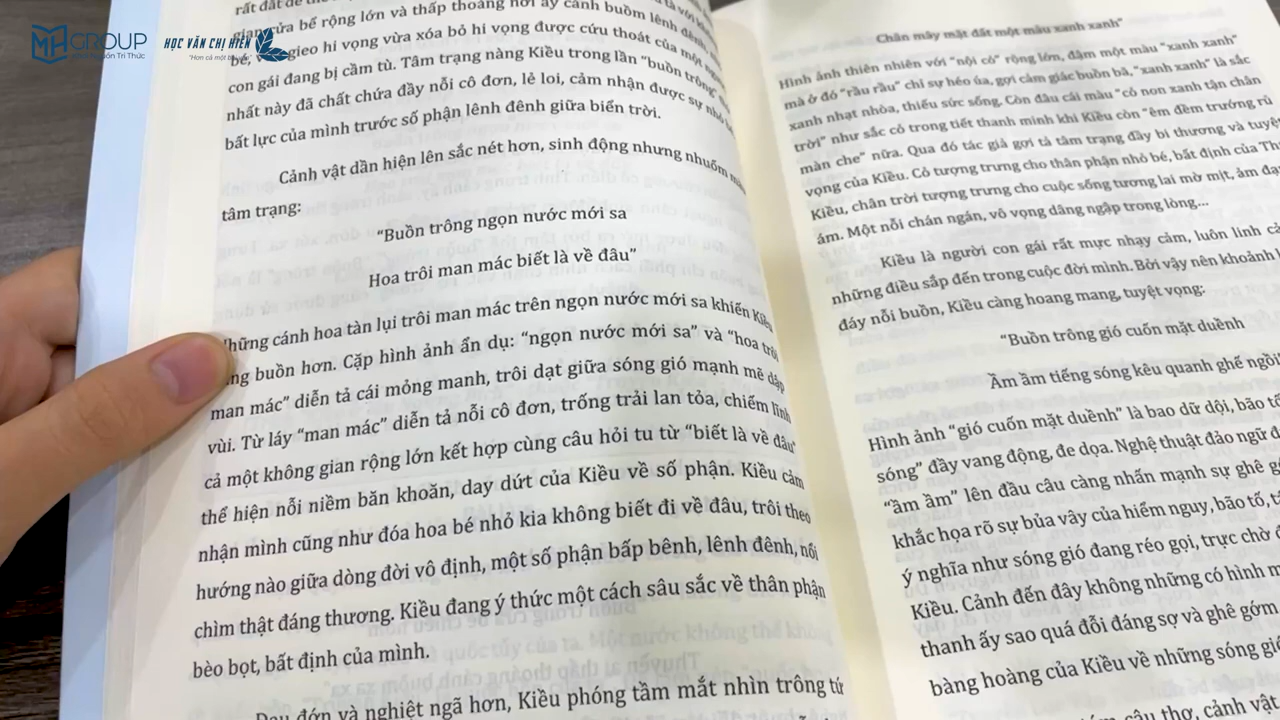 MH GROUP
HỌC VĂN CHỊ HIÊN
"Hơn cả một bài văn"
rất đắt để
gian cửa bể rộng lớn và thấp thoáng nơi ấy cánh buồm lênh đênh,
gieo hi vọng vừa xóa bỏ hi vọng được cứu thoát của một người
con gái đang bị cầm tù. Tâm trạng nàng Kiều trong lần "buồn trông" thứ
nhất này đã chất chứa đầy nỗi cô đơn, lẻ loi, cảm nhận được sự nhỏ bé
bất lực của mình trước số phận lênh đênh giữa biển trời.
Cảnh vật dần hiện lên sắc nét hơn, sinh động nhưng nhuốm màu
tâm trạng:
"Buồn trông ngọn nước mới sa
Hoa trôi man mác biết là về đâu"
Những cánh hoa tàn lụi trôi man mác trên ngọn nước mới sa khiến Kiều
buồn hơn. Cặp hình ảnh ẩn dụ: "ngọn nước mới sa" và "hoa trôi
man mác" diễn tả cái mỏng manh, trôi dạt giữa sóng gió mạnh mẽ dập
vùi. Từ láy "man mác" diễn tả nỗi cô đơn, trống trải lan tỏa, chiếm lĩnh
cả một không gian rộng lớn kết hợp cùng câu hỏi tu từ "biết là về đâu"
thể hiện nỗi niềm băn khoăn, day dứt của Kiều về số phận. Kiều cảm
nhận mình cũng như đóa hoa bé nhỏ kia không biết đi về đâu, trôi theo
hướng nào giữa dòng đời vô định, một số phận bấp bênh, lênh đênh, nổi
chìm thật đáng thương. Kiều đang ý thức một cách sâu sắc về thân phận
bèo bọt, bất định của mình.
Đau đớn và nghiệt ngã hơn, Kiều phóng tầm mắt nhìn trông tứ
Chân mây mặt đất một màu xanh xanh"
Hình ảnh thiên nhiên với "nội cỏ" rộng lớn, đậm một màu "xanh xanh"
mà ở đó "rầu rầu" chỉ sự héo úa, gợi cảm giác buồn bã, "xanh xanh" là sắc
xanh nhạt nhòa, thiếu sức sống. Còn đâu cái màu "cỏ non xanh tận chân
trời" như sắc cỏ trong tiết thanh minh khi Kiều còn "êm đềm trướng rủ
màn che" nữa. Qua đó tác giả gợi tả tâm trạng đầy bi thương và tuyệt
vọng của Kiều. Cỏ tượng trưng cho thân phận nhỏ bé, bất định của
Kiều, chân trời tượng trưng cho cuộc sống tương lai mờ mịt, ảm đạm
ám. Một nỗi chán ngán, vô vọng dâng ngập trong lòng...
Kiều là người con gái rất mực nhạy cảm, luôn linh cảm
những điều sắp đến trong cuộc đời mình. Bởi vậy nên khoảnh
đáy nỗi buồn, Kiều càng hoang mang, tuyệt vọng:
"Buồn trông gió cuốn mặt duềnh
Ầm ầm tiếng sóng kêu quanh ghế ngồi
Hình ảnh "gió cuốn mặt duềnh" là bao dữ dội, bão tố
sóng" đầy vang động, đe dọa. Nghệ thuật đảo ngữ
"ầm ầm" lên đầu câu càng nhấn mạnh sự ghê
khắc họa rõ sự bủa vây của hiểm nguy, bão tố,
ý nghĩa như sóng gió đang réo gọi, trực chờ
Kiều. Cảnh đến đây không những có hình
thanh ấy sao quá đỗi đáng sợ và ghê gớm
bàng hoàng của Kiều về những sóng gió
câu thơ, cảnh vật